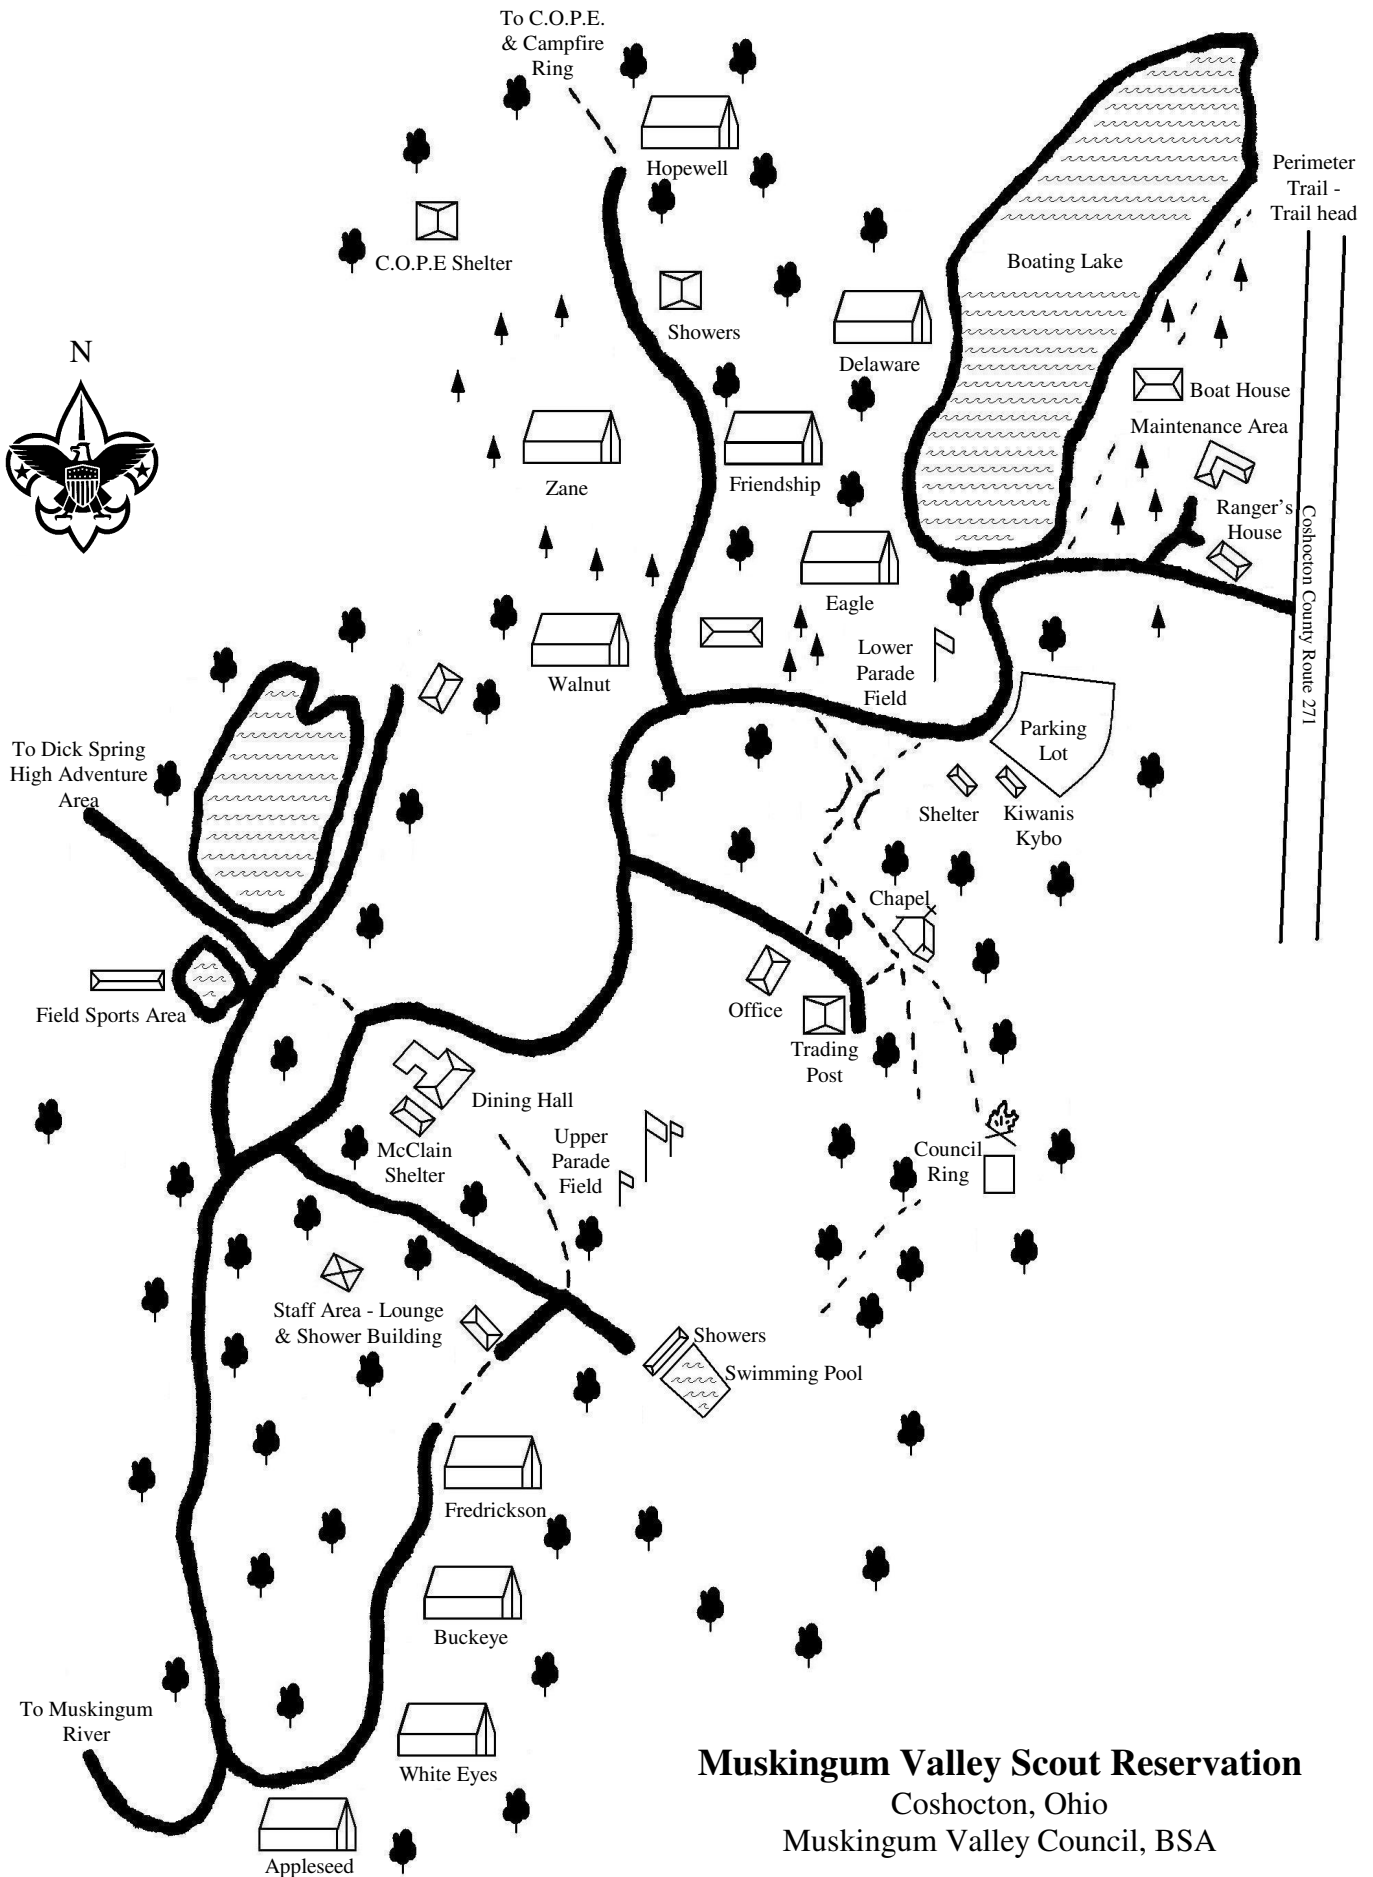 To C.O.P.E.
& Campfire
Ring
Hopewell
Perimeter
Trail -
Trail head
C.O.P.E Shelter
Boating Lake
Showers
N
Delaware
Boat House
Maintenance Area
Zane
Friendship
Ranger's
House
Coshocton County Route 271
Eagle
Lower
Parade
Field
Walnut
Parking
Lot
To Dick Spring
High Adventure
Area
Shelter
Kiwanis
Kybo
Chapel
Office
Field Sports Area
Trading
Post
Dining Hall
McClain
Shelter
Upper
Parade
Field
Council
Ring
Staff Area - Lounge
& Shower Building
Showers
Swimming Pool
Fredrickson
Buckeye
To Muskingum
River
White Eyes
Appleseed
Muskingum Valley Scout Reservation
Coshocton, Ohio
Muskingum Valley Council, BSA